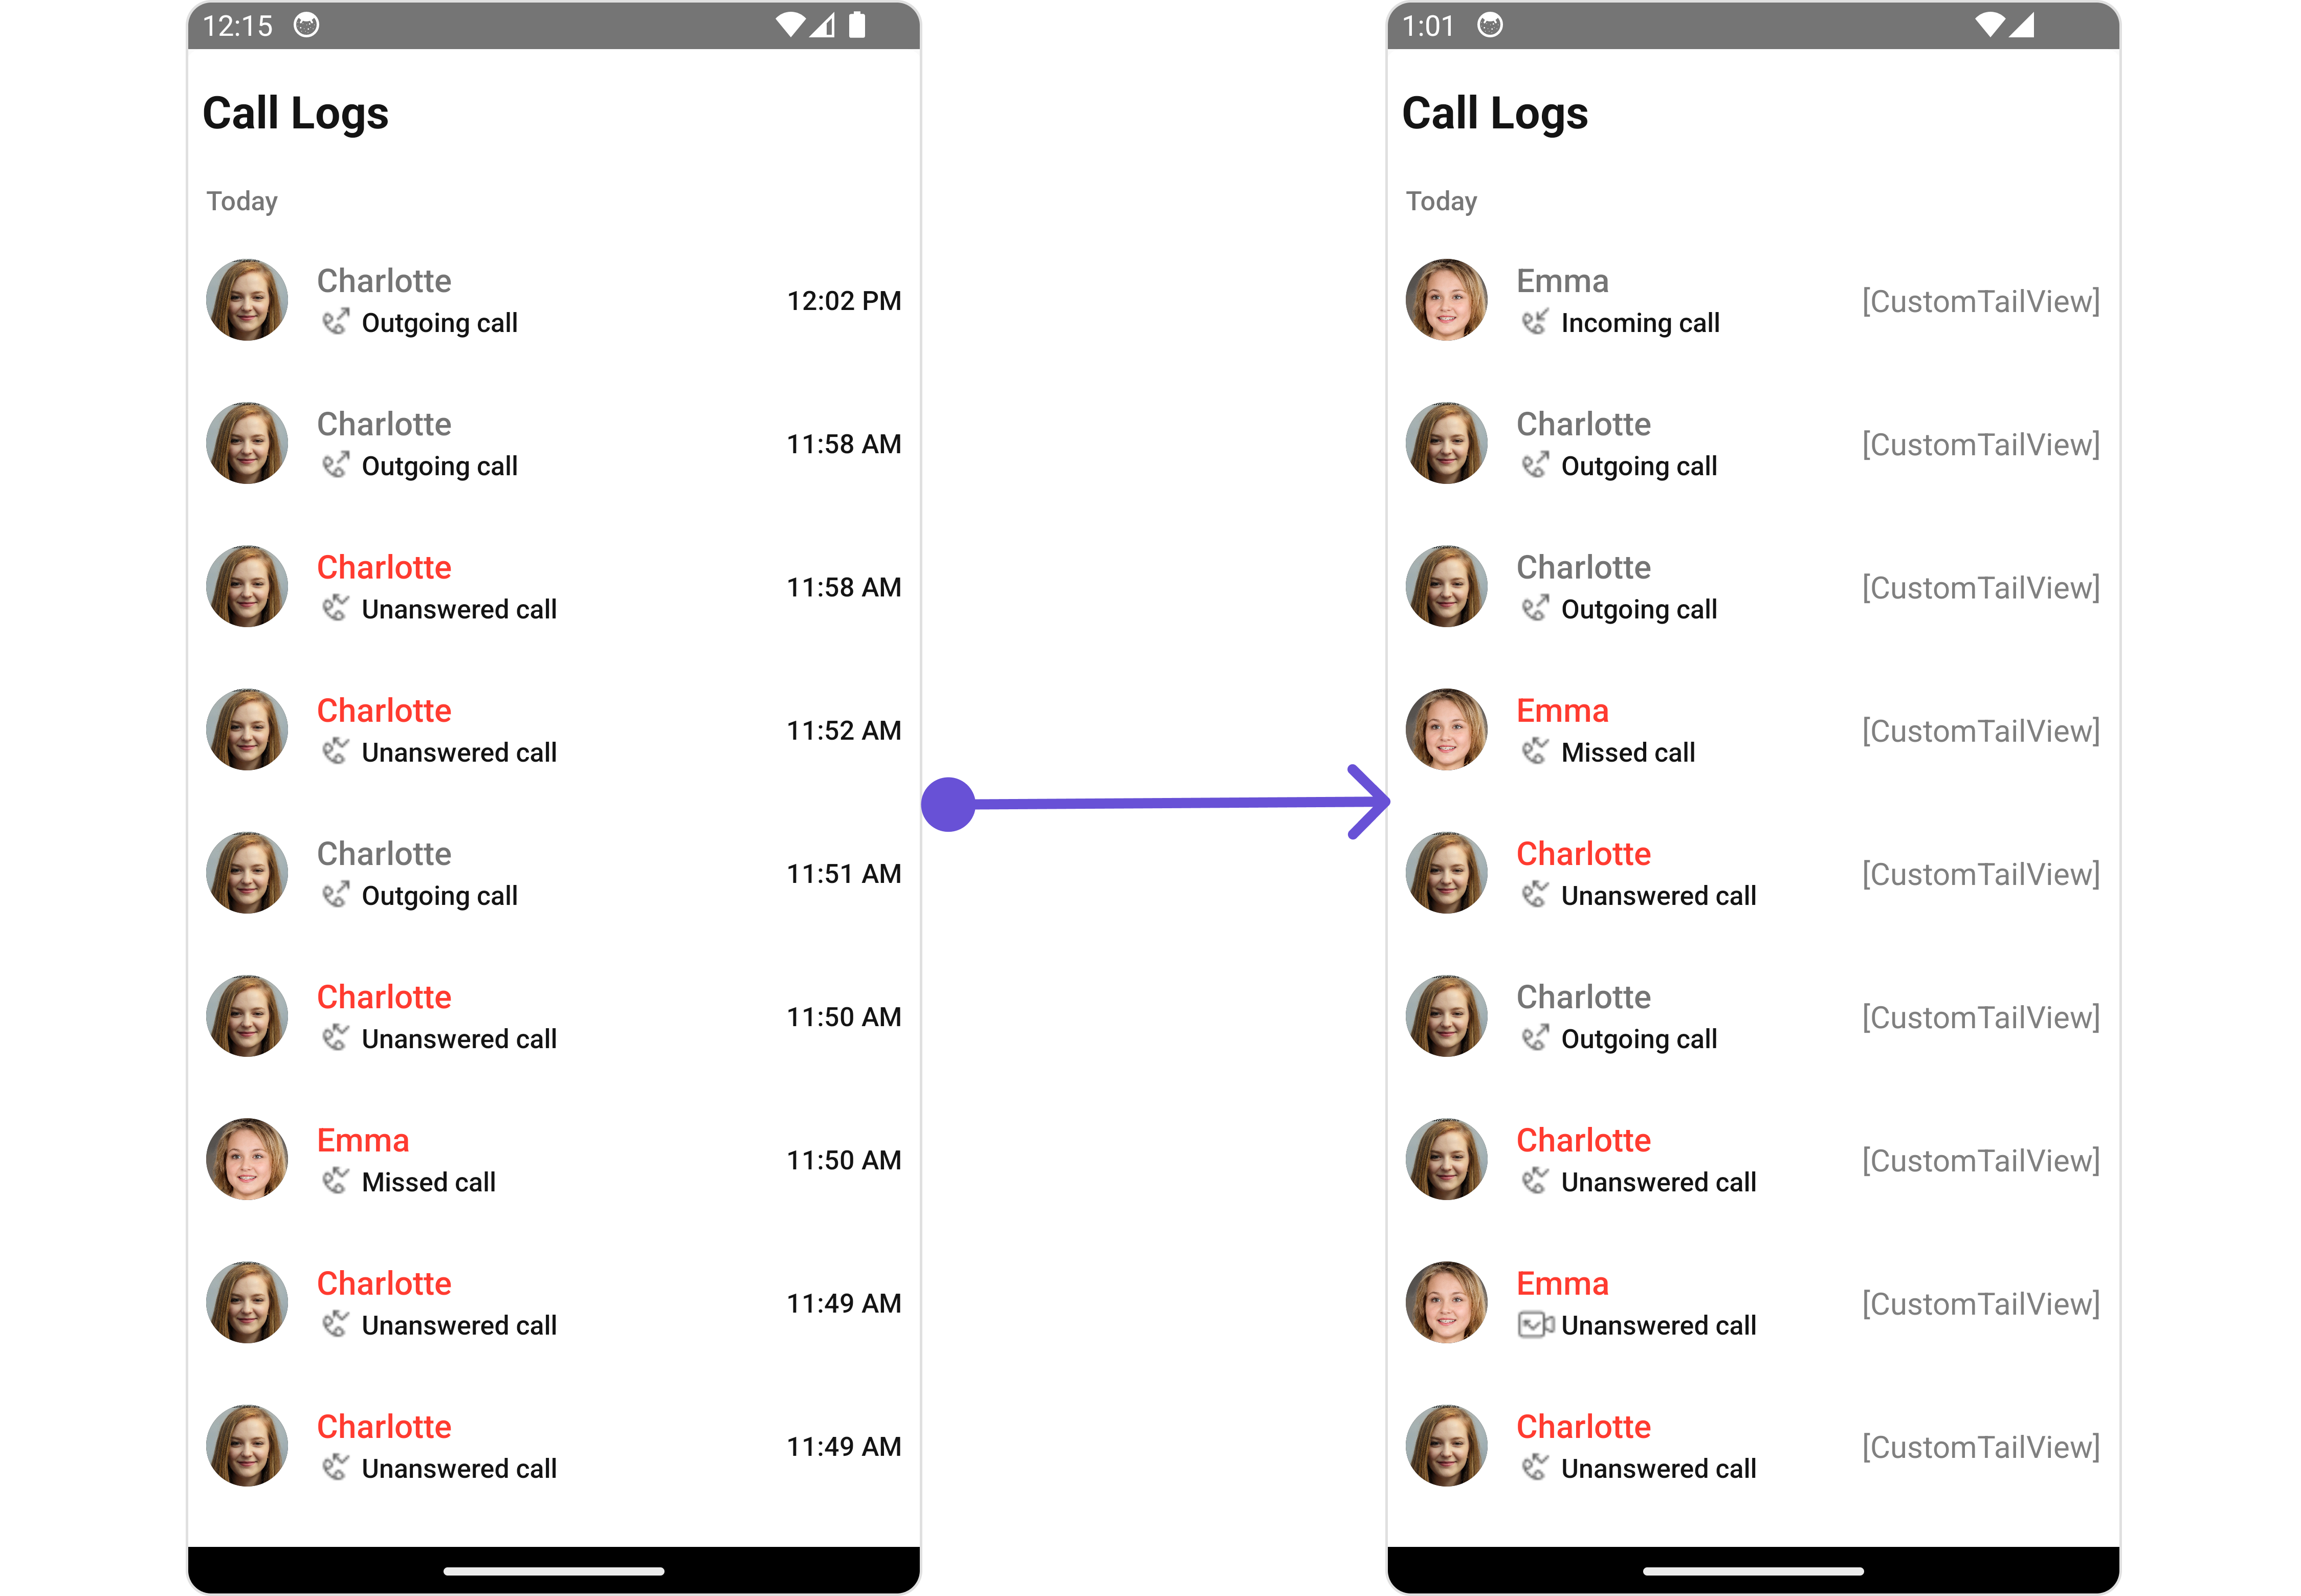 12:15
Call Logs
Today
Charlotte
Outgoing call
12:02 PM
Charlotte
Outgoing call
11:58 AM
Charlotte
Unanswered call
11:58 AM
Charlotte
Unanswered call
11:52 AM
Charlotte
Outgoing call
11:51 AM
Charlotte
Unanswered call
11:50 AM
Emma
Missed call
11:50 AM
Charlotte
Unanswered call
11:49 AM
Charlotte
Unanswered call
11:49 AM
1:01
Call Logs
Today
Emma
Incoming call
[CustomTailView]
Charlotte
Outgoing call
[CustomTailView]
Charlotte
Outgoing call
[CustomTailView]
Emma
Missed call
[CustomTailView]
Charlotte
Unanswered call
[CustomTailView]
Charlotte
Outgoing call
[CustomTailView]
Charlotte
Unanswered call
[CustomTailView]
Emma
Unanswered call
[CustomTailView]
Charlotte
Unanswered call
[CustomTailView]